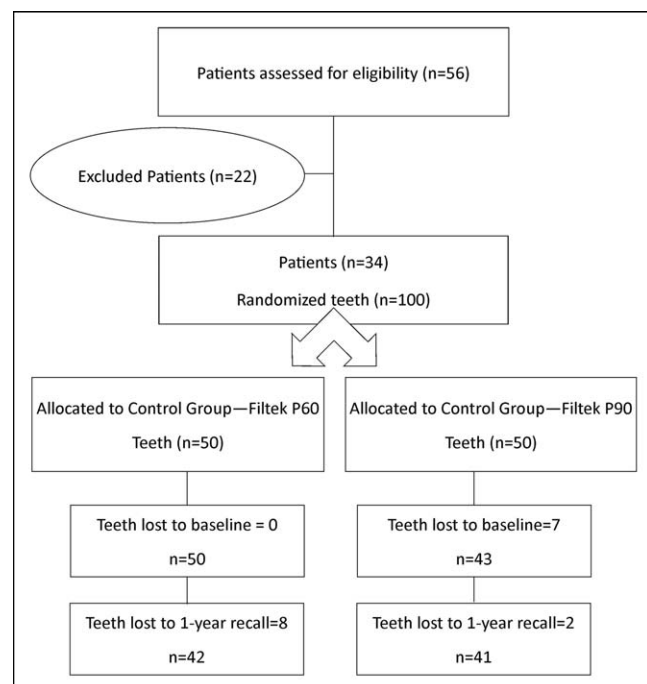 Patients assessed for eligibility (n=56)
Excluded Patients (n=22)
Patients (n=34)
Randomized teeth (n=100)
Allocated to Control Group—Filtek P60
Teeth (n=50)
Allocated to Control Group—Filtek P90
Teeth (n=50)
Teeth lost to baseline = 0
n=50
Teeth lost to baseline=7
n=43
Teeth lost to 1-year recall=8
n=42
Teeth lost to 1-year recall=2
n=41